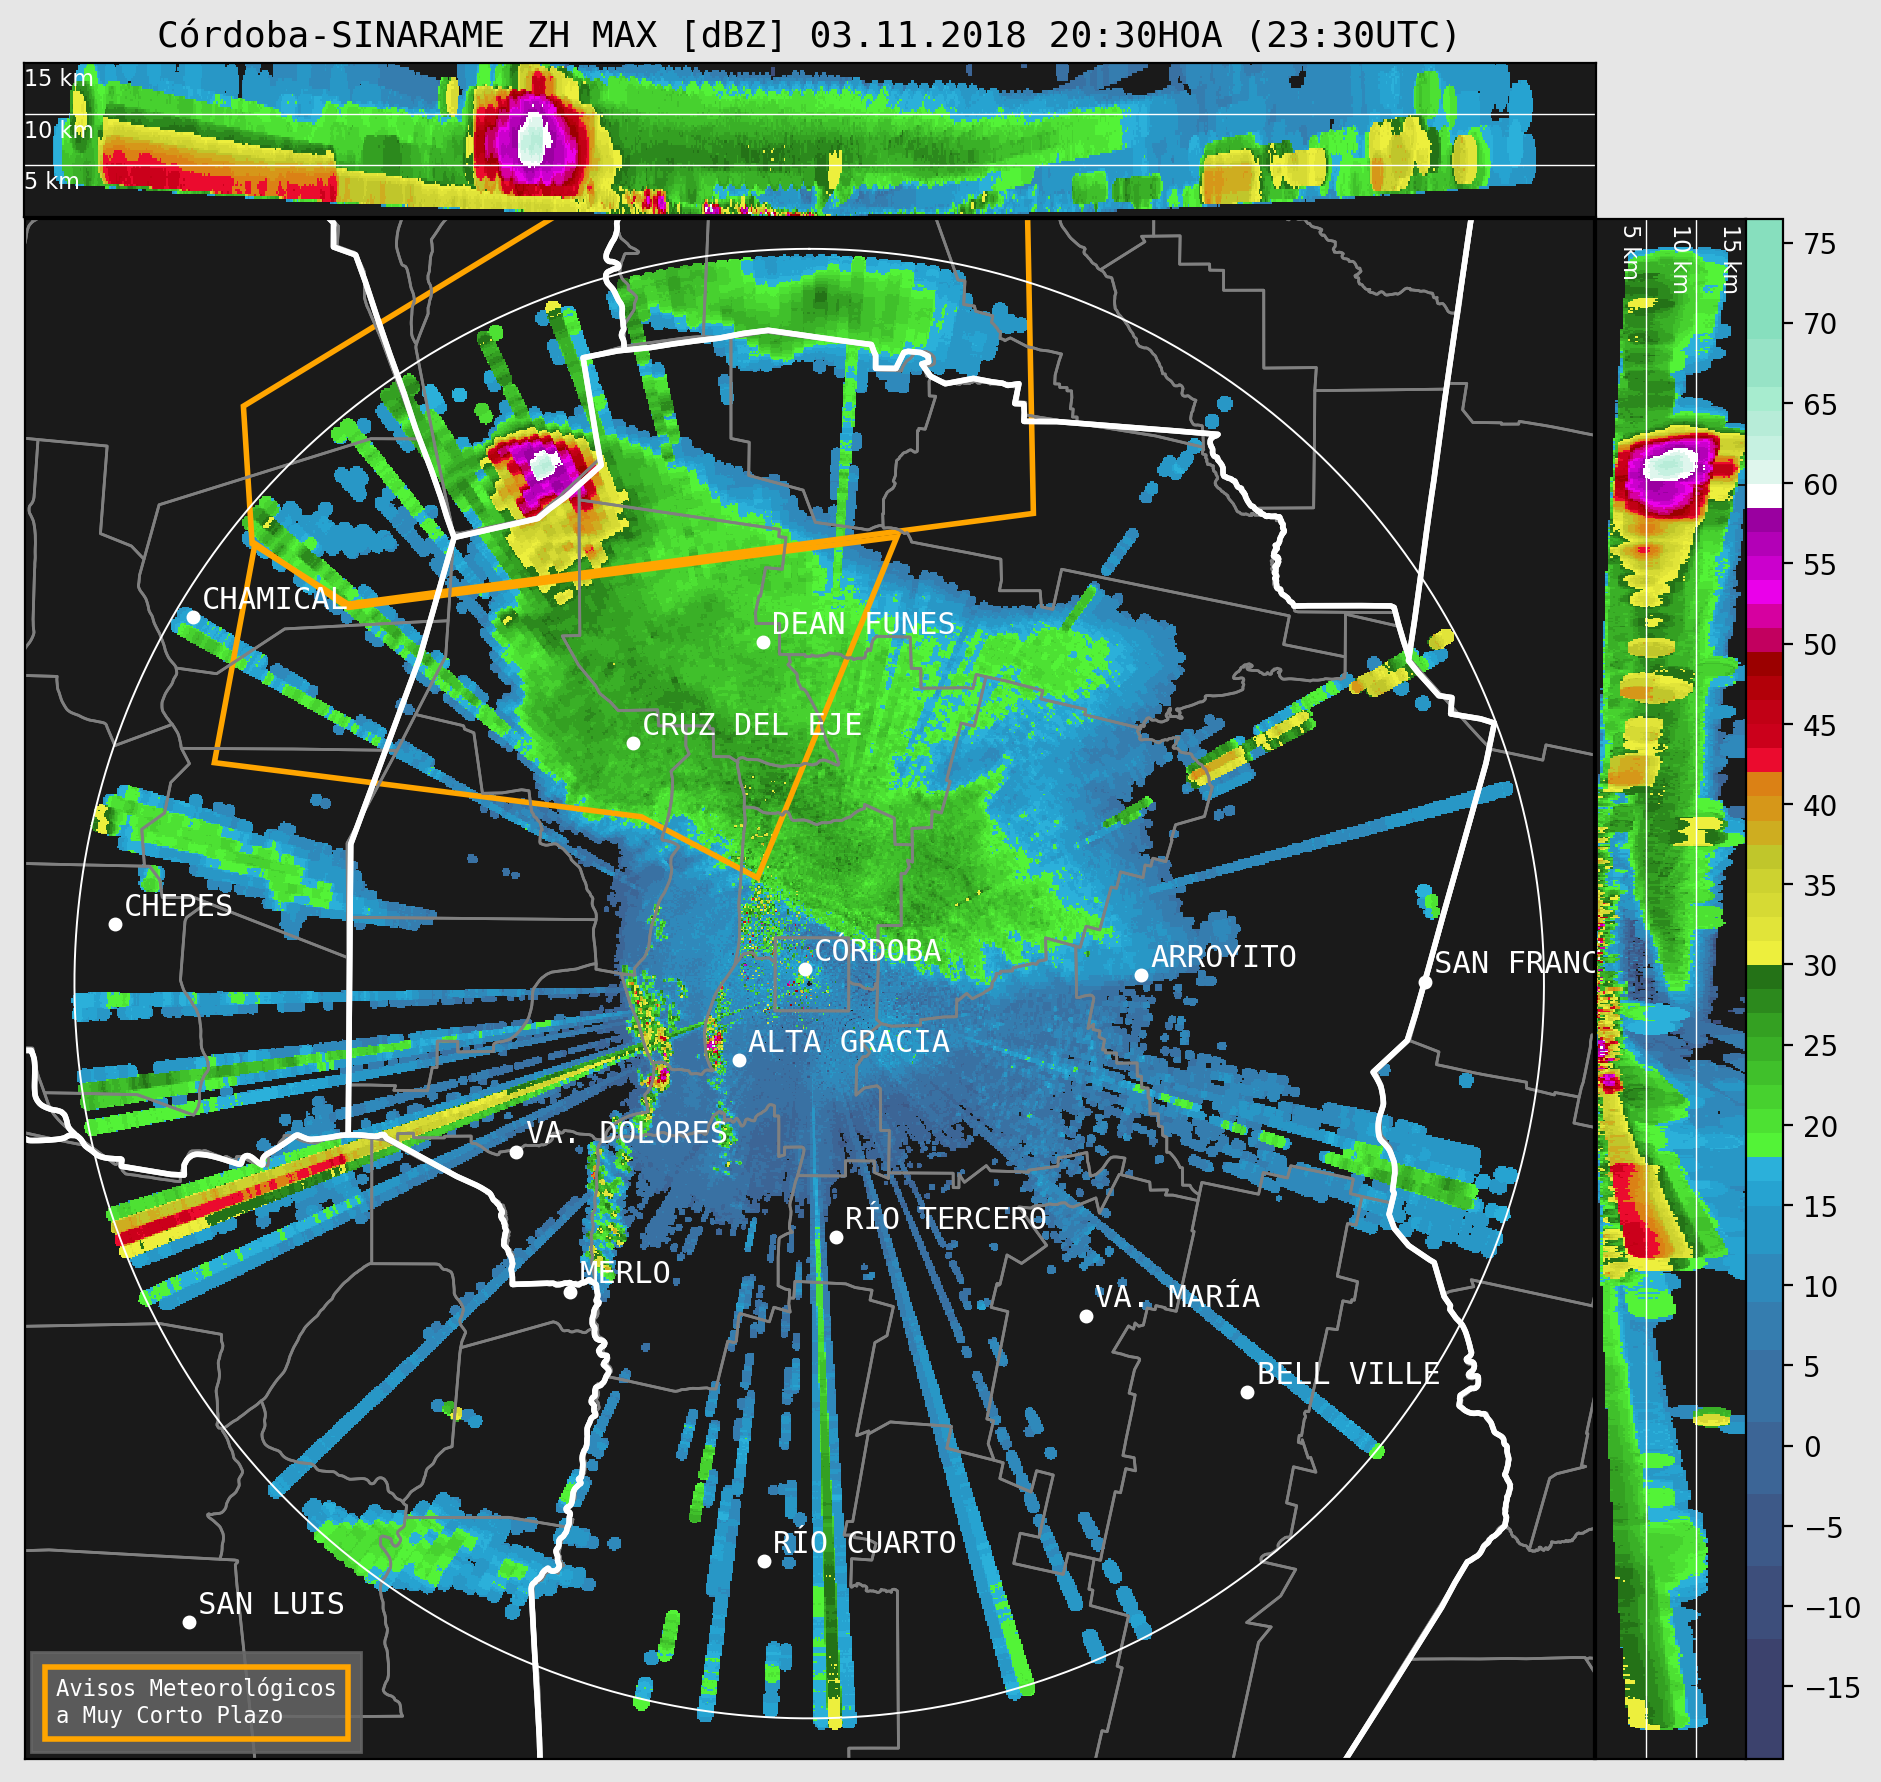 Córdoba-SINARAME ZH MAX [dBZ] 03.11.2018 20:30HOA (23:30UTC)
15 km
10 km
5 km
5 km
10 km
15 km
75
70
65
60
55
50
45
40
35
30
25
20
15
10
5
0
−5
−10
−15
CHAMICAL
DEAN FUNES
CRUZ DEL EJE
CHEPES
CÓRDOBA
ARROYITO
SAN FRANC
ALTA GRACIA
VA. DOLORES
RÍO TERCERO
MERLO
VA. MARÍA
BELL VILLE
RÍO CUARTO
SAN LUIS
Avisos Meteorológicos
a Muy Corto Plazo